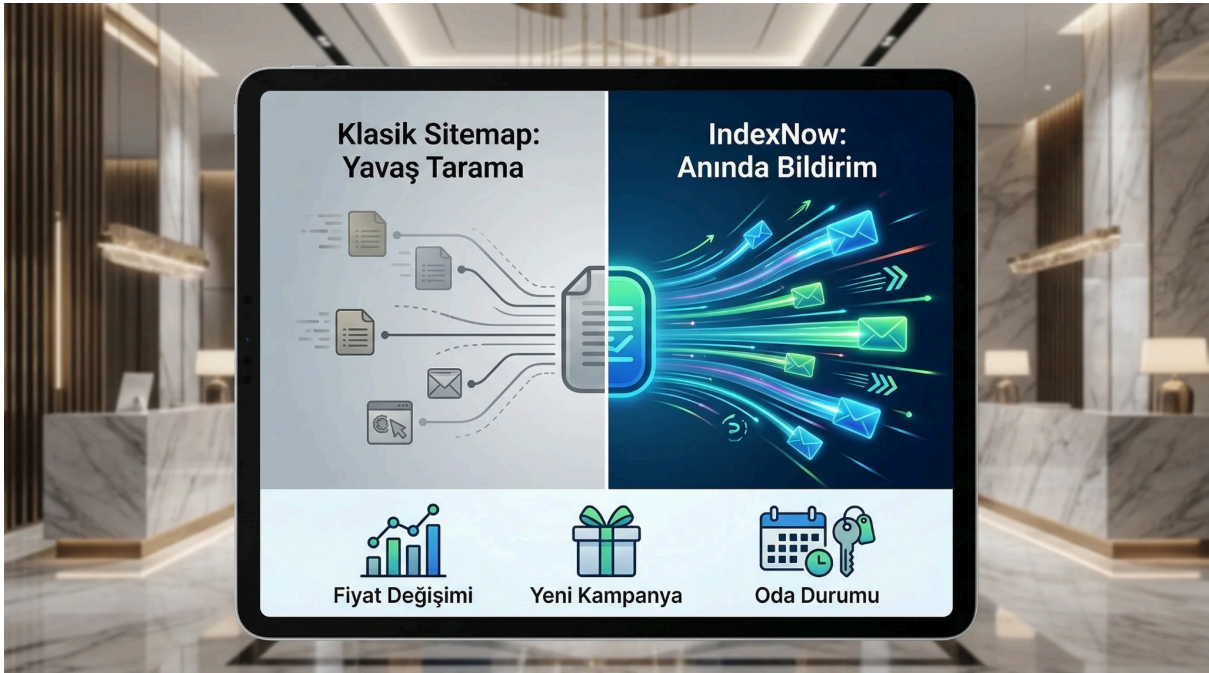 Klasik Sitemap:
Yavaş Tarama
IndexNow:
Anında Bildirim
Fiyat Değişimi
Yeni Kampanya
Oda Durumu